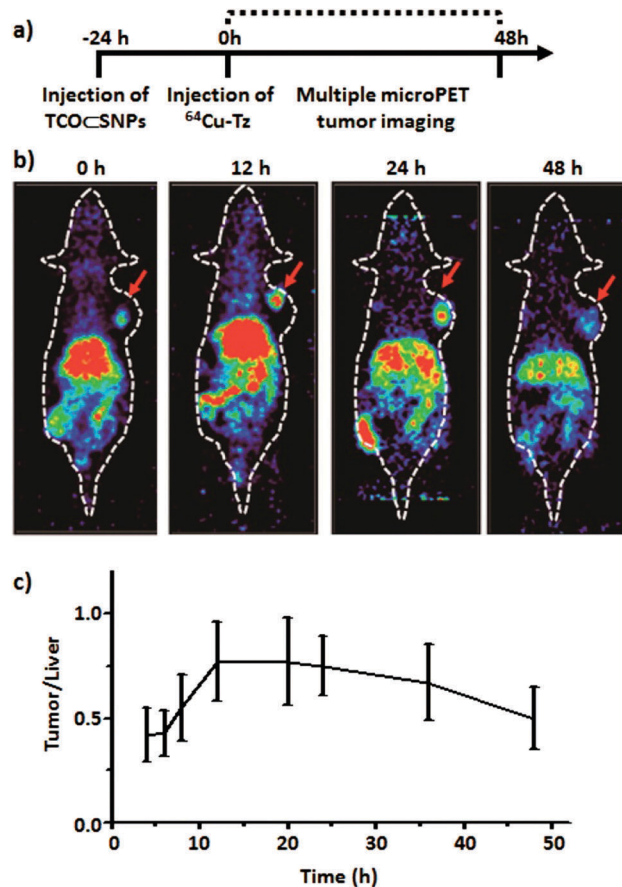 a)
-24 h 0h 48h
Injection of Injection of Multiple microPET
TCO⊂SNPs ⁶⁴Cu-Tz tumor imaging
b)
0 h 12 h 24 h 48 h
c)
1.0
0.5
0.0
Tumor/Liver
0 10 20 30 40 50
Time (h)